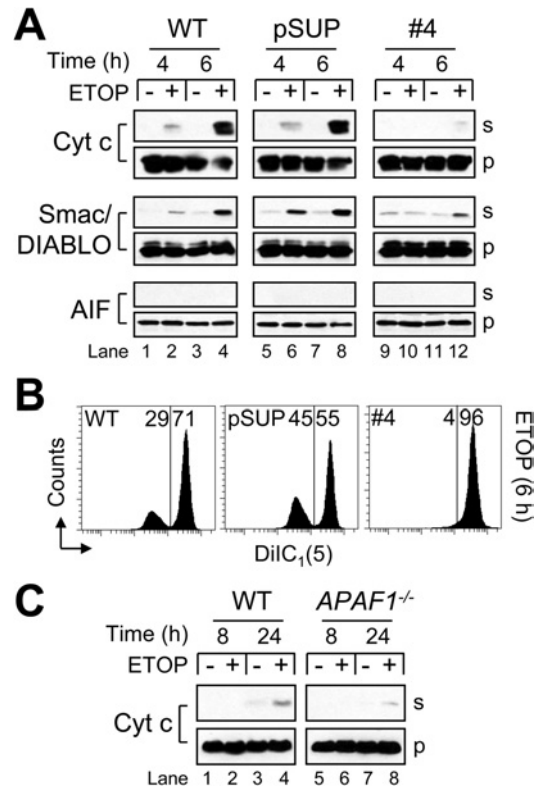 A
WT pSUP #4
Time (h) 4 6 4 6 4 6
ETOP - + - + - + - + - + - +
Cyt c s
p
Smac/
DIABLO s
p
AIF s
p
Lane 1 2 3 4 5 6 7 8 9 10 11 12
B
WT 29 71 pSUP 45 55 #4 4 96
Counts
ETOP (6 h)
DiIC₁(5)
C
WT APAF1⁻/⁻
Time (h) 8 24 8 24
ETOP - + - + - + - +
Cyt c s
p
Lane 1 2 3 4 5 6 7 8